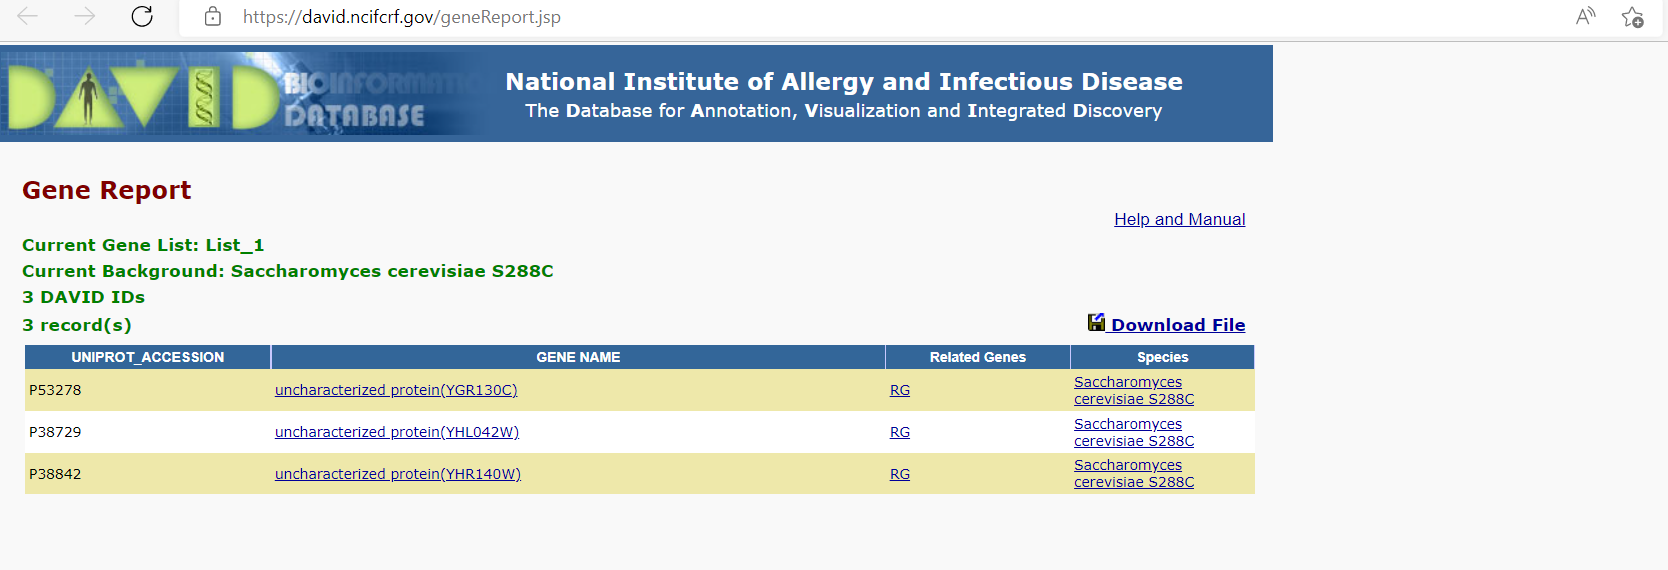 https://david.ncifcrf.gov/geneReport.jsp
DAVID BIOINFORMATICS DATABASE
National Institute of Allergy and Infectious Disease
The Database for Annotation, Visualization and Integrated Discovery
Gene Report
Help and Manual
Current Gene List: List_1
Current Background: Saccharomyces cerevisiae S288C
3 DAVID IDs
3 record(s)
Download File
UNIPROT_ACCESSION GENE NAME Related Genes Species
P53278 uncharacterized protein(YGR130C) RG Saccharomyces
cerevisiae S288C
P38729 uncharacterized protein(YHL042W) RG Saccharomyces
cerevisiae S288C
P38842 uncharacterized protein(YHR140W) RG Saccharomyces
cerevisiae S288C